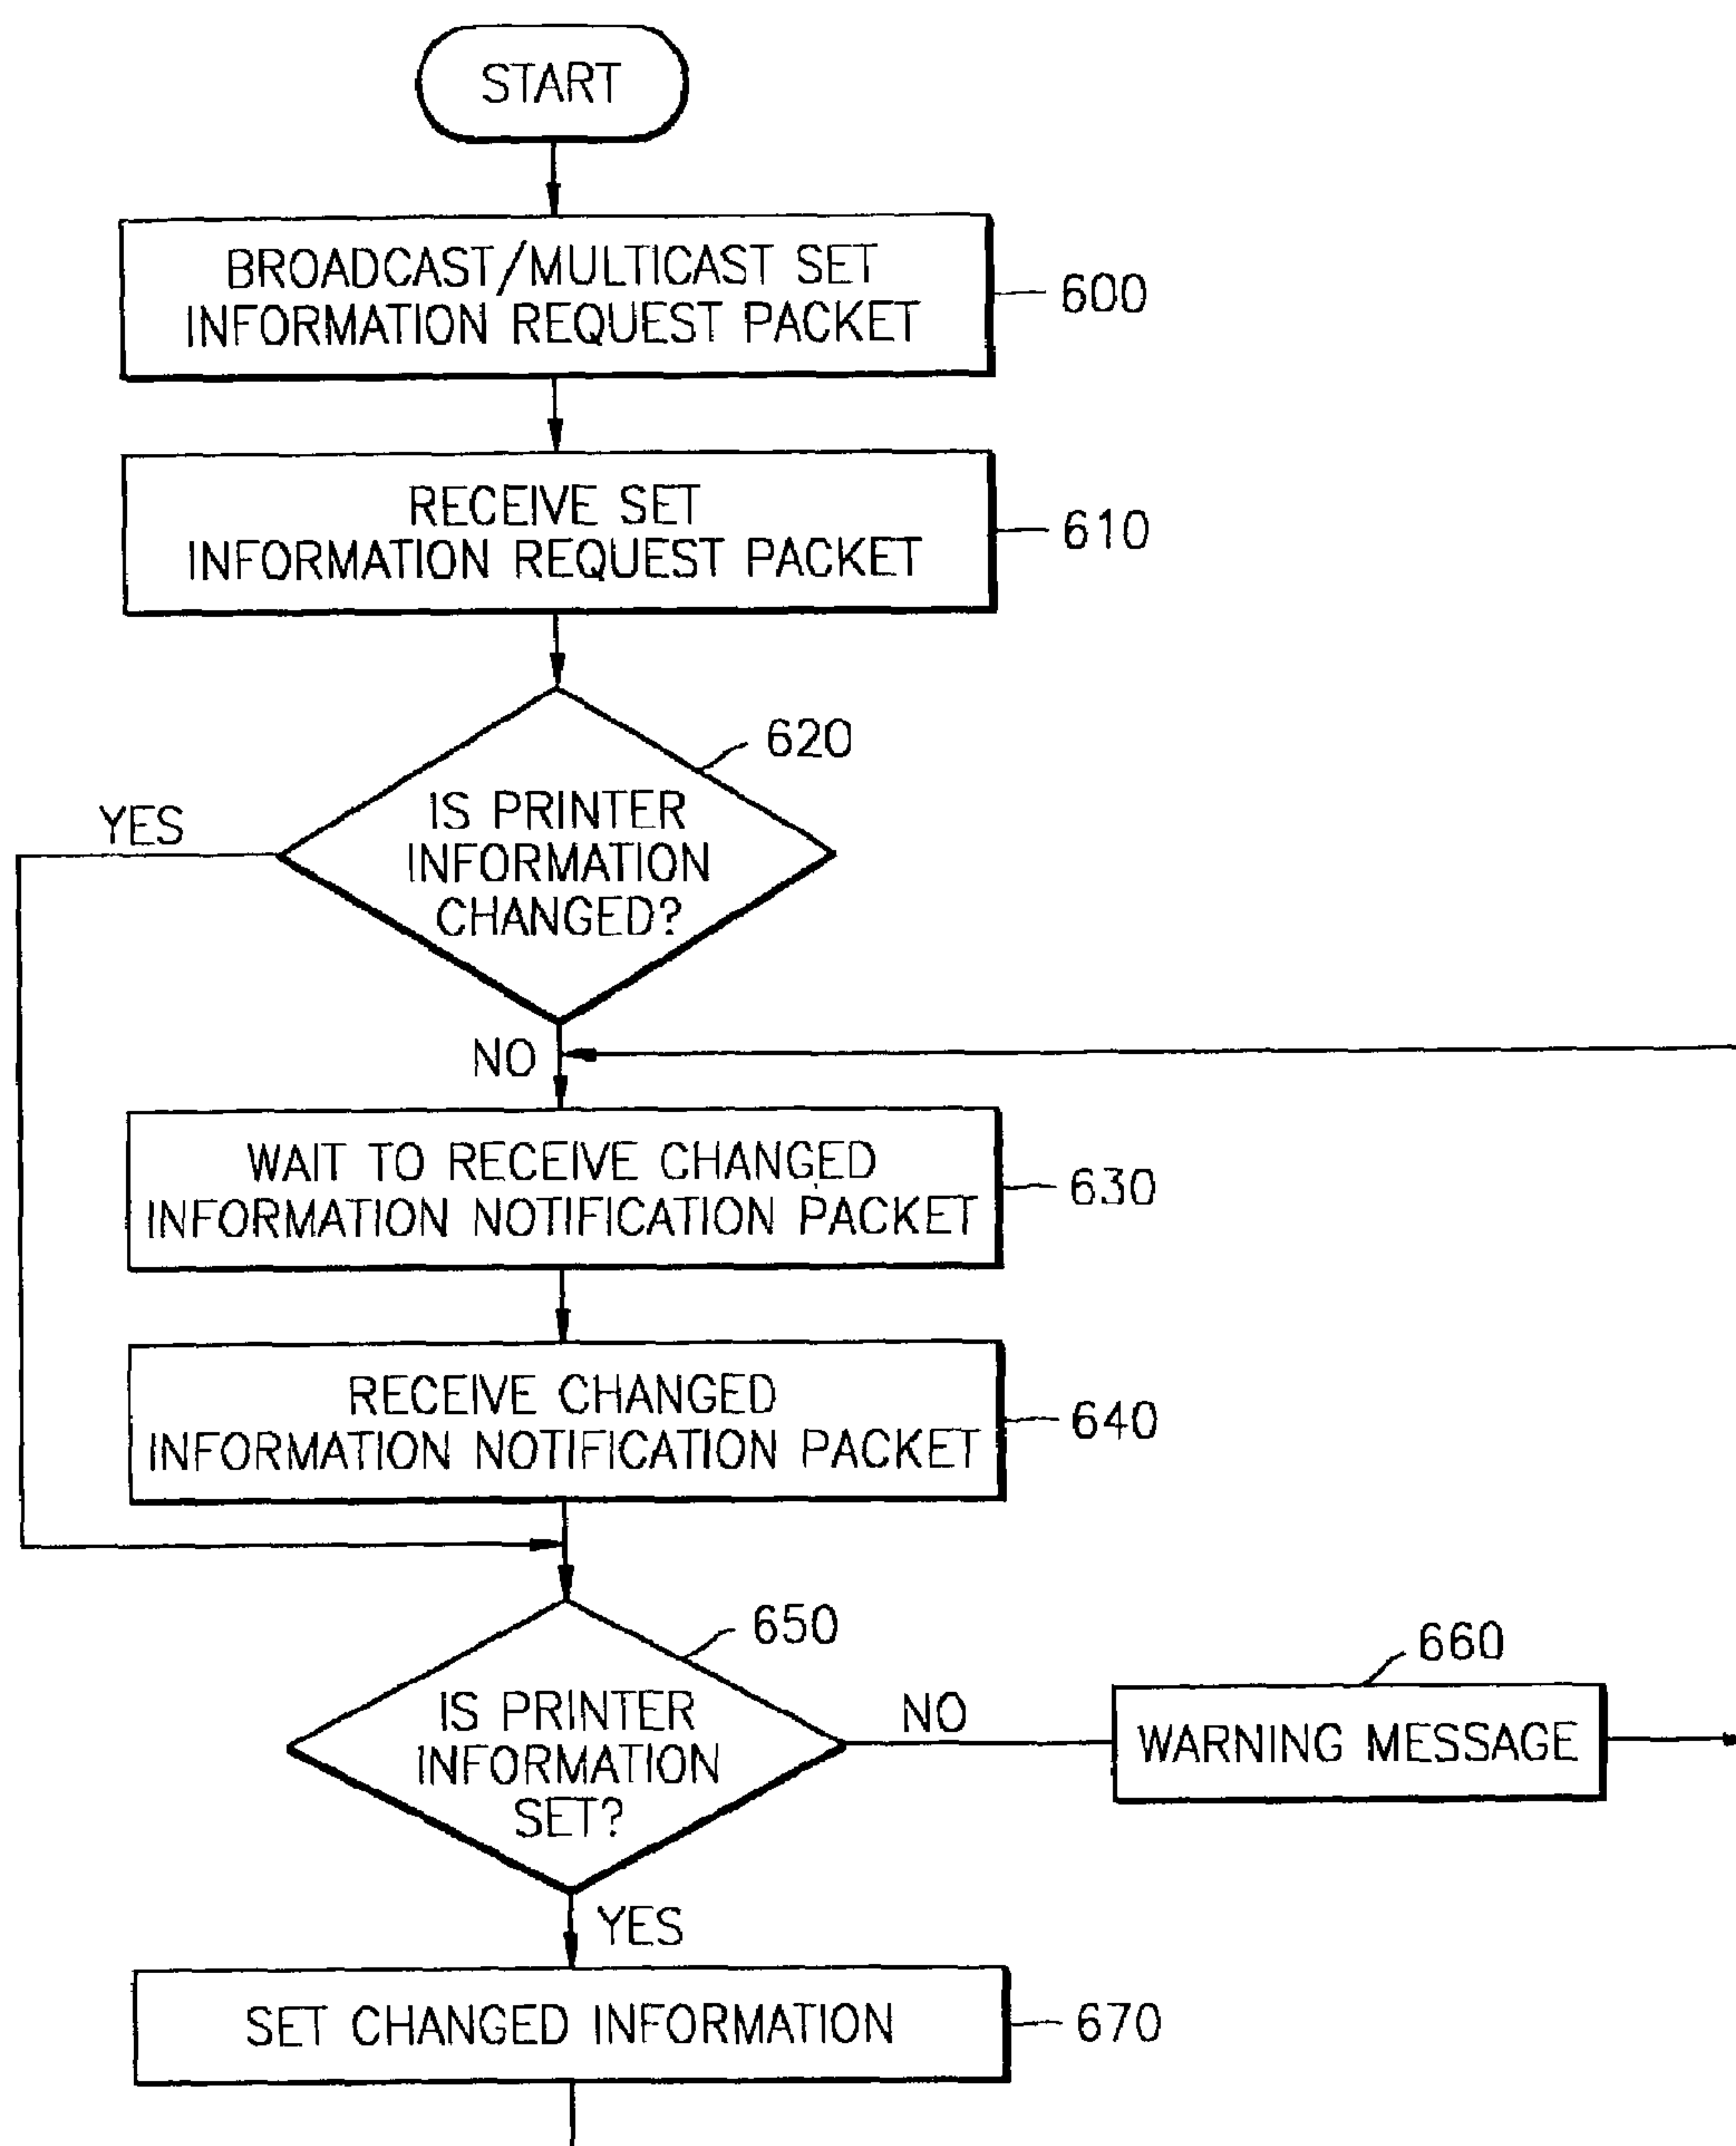 START
BROADCAST/MULTICAST SET
INFORMATION REQUEST PACKET
600
RECEIVE SET
INFORMATION REQUEST PACKET
610
620
IS PRINTER
INFORMATION
CHANGED?
YES
NO
WAIT TO RECEIVE CHANGED
INFORMATION NOTIFICATION PACKET
630
RECEIVE CHANGED
INFORMATION NOTIFICATION PACKET
640
650
IS PRINTER
INFORMATION
SET?
NO
660
WARNING MESSAGE
YES
SET CHANGED INFORMATION
670